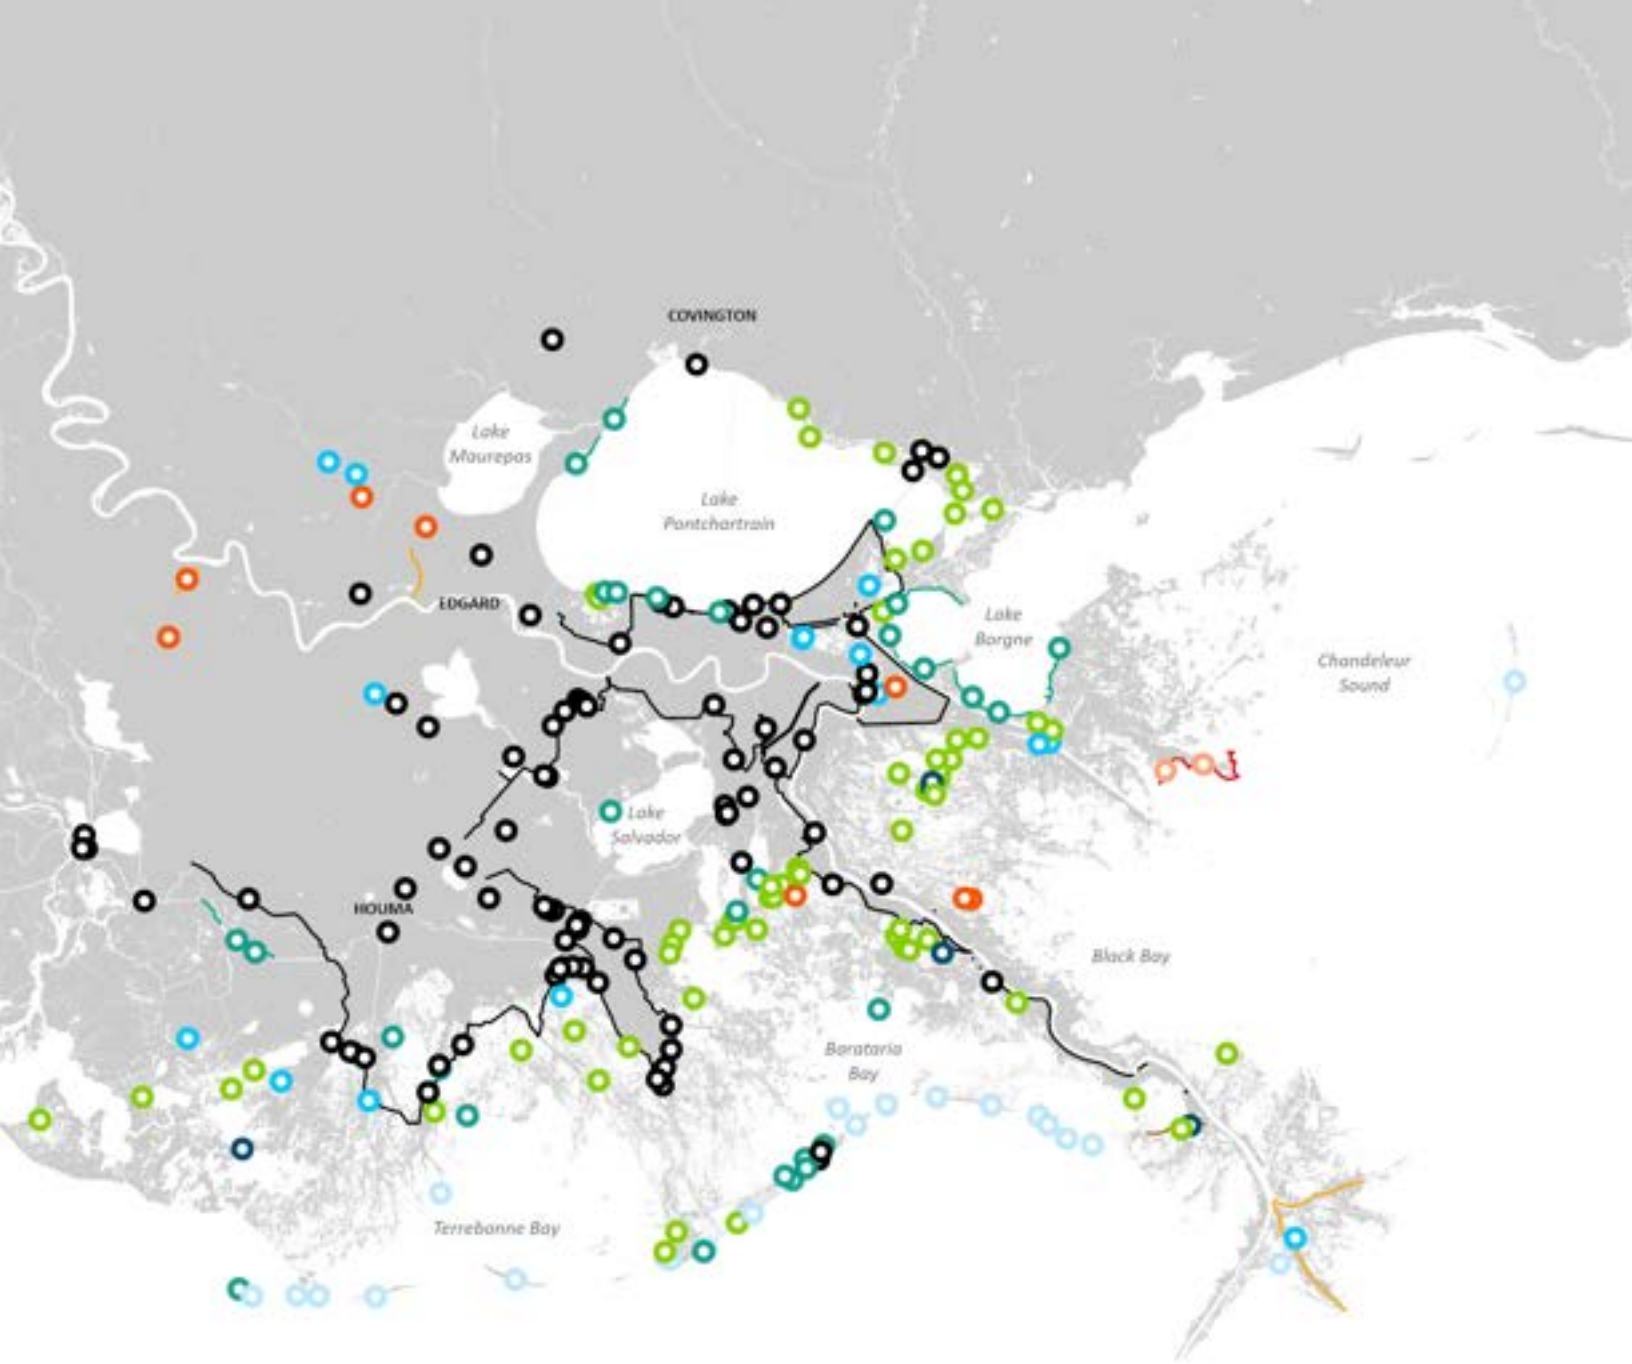 COVINGTON
Lake
Maurepas
Lake
Pontchartrain
EDGARD
Lake
Borgne
Chandeleur
Sound
Lake
Salvador
HOUMA
Black Bay
Barataria
Bay
Terrebonne Bay